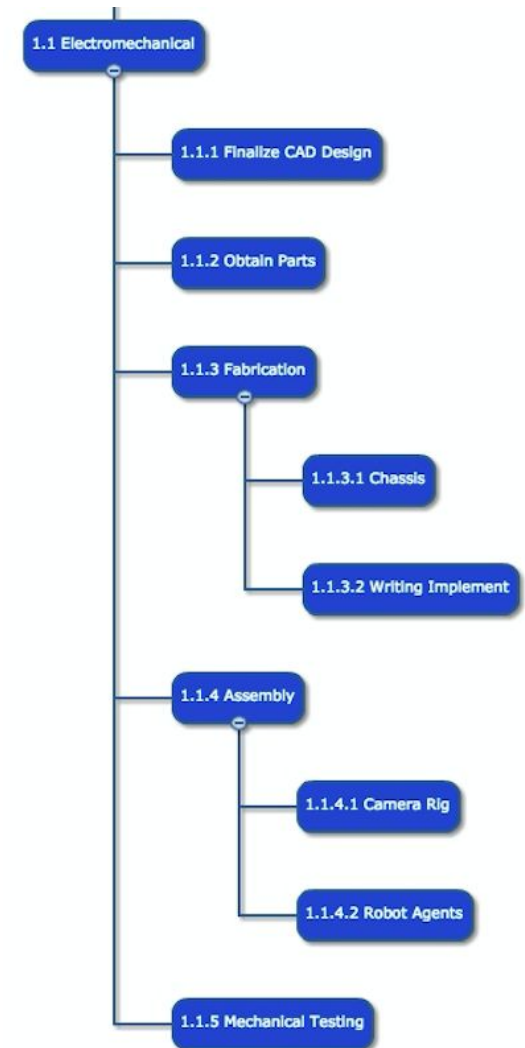 1.1 Electromechanical
1.1.1 Finalize CAD Design
1.1.2 Obtain Parts
1.1.3 Fabrication
1.1.3.1 Chassis
1.1.3.2 Writing Implement
1.1.4 Assembly
1.1.4.1 Camera Rig
1.1.4.2 Robot Agents
1.1.5 Mechanical Testing